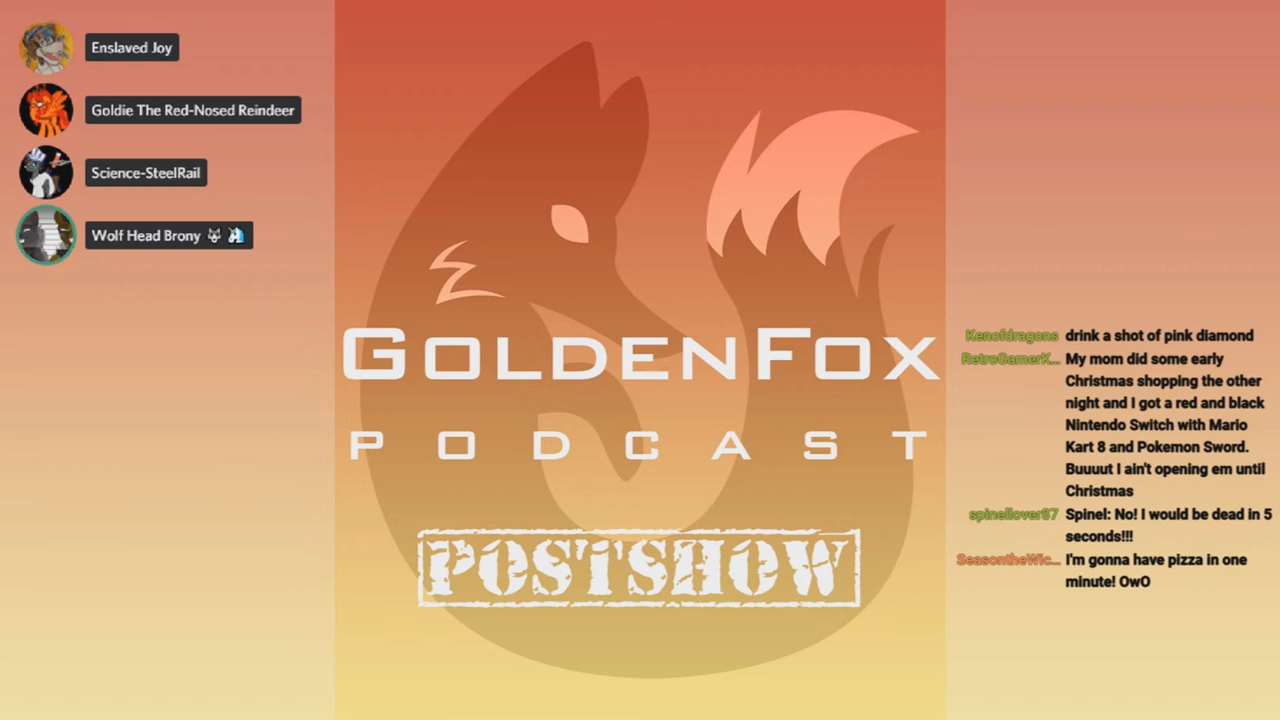 Enslaved Joy
Goldie The Red-Nosed Reindeer
Science-SteelRail
Wolf Head Brony 🐺 🦄
GOLDENFOX
PODCAST
POSTSHOW
Kenofdragons drink a shot of pink diamond
RetroGamerK... My mom did some early
Christmas shopping the other
night and I got a red and black
Nintendo Switch with Mario
Kart 8 and Pokemon Sword.
Buuuut I ain't opening em until
Christmas
spinellover87 Spinel: No! I would be dead in 5
seconds!!!
SeasontheWic... I'm gonna have pizza in one
minute! OwO